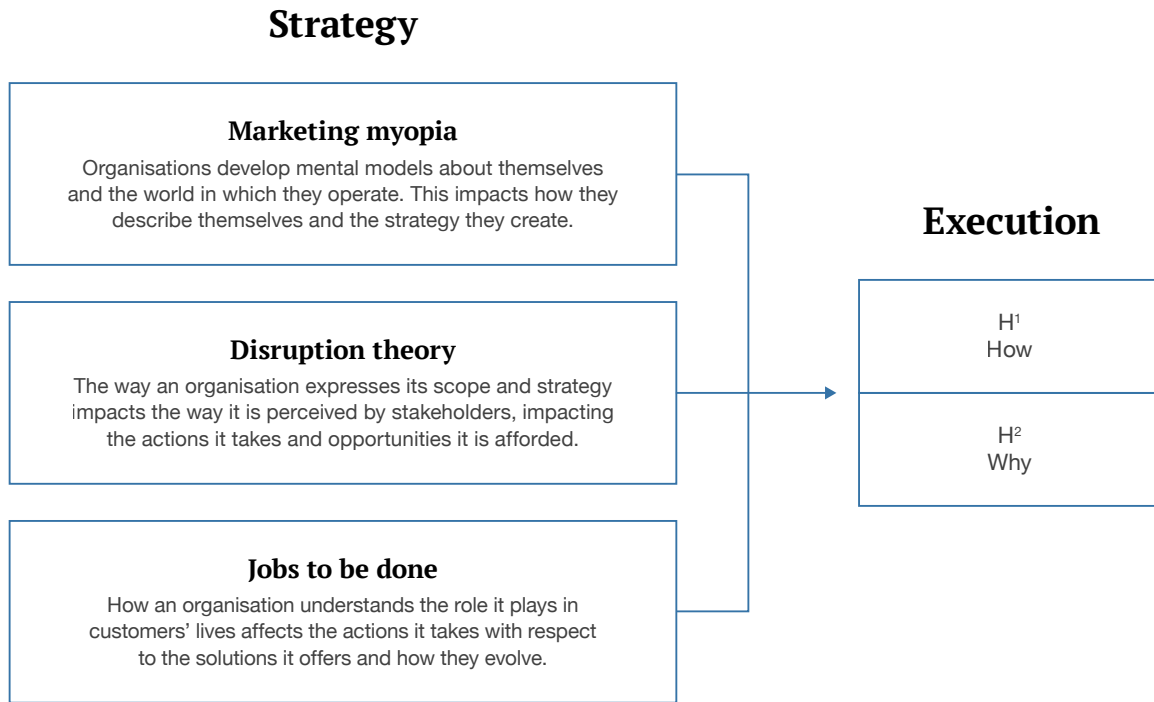 Strategy
Marketing myopia
Organisations develop mental models about themselves
and the world in which they operate. This impacts how they
describe themselves and the strategy they create.
Disruption theory
The way an organisation expresses its scope and strategy
impacts the way it is perceived by stakeholders, impacting
the actions it takes and opportunities it is afforded.
Jobs to be done
How an organisation understands the role it plays in
customers’ lives affects the actions it takes with respect
to the solutions it offers and how they evolve.
Execution
H¹
How
H²
Why